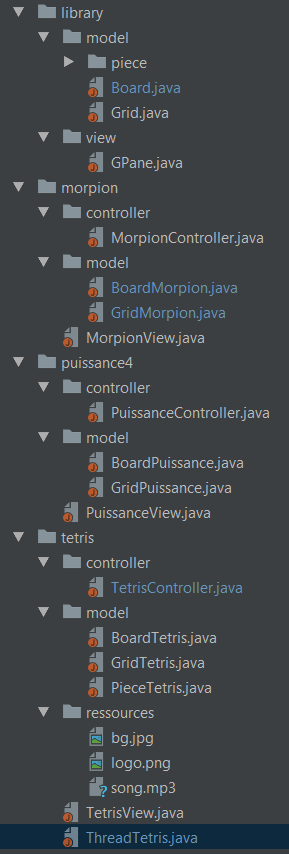 library
model
piece
Board.java
Grid.java
view
GPane.java
morpion
controller
MorpionController.java
model
BoardMorpion.java
GridMorpion.java
MorpionView.java
puissance4
controller
PuissanceController.java
model
BoardPuissance.java
GridPuissance.java
PuissanceView.java
tetris
controller
TetrisController.java
model
BoardTetris.java
GridTetris.java
PieceTetris.java
ressources
bg.jpg
logo.png
song.mp3
TetrisView.java
ThreadTetris.java